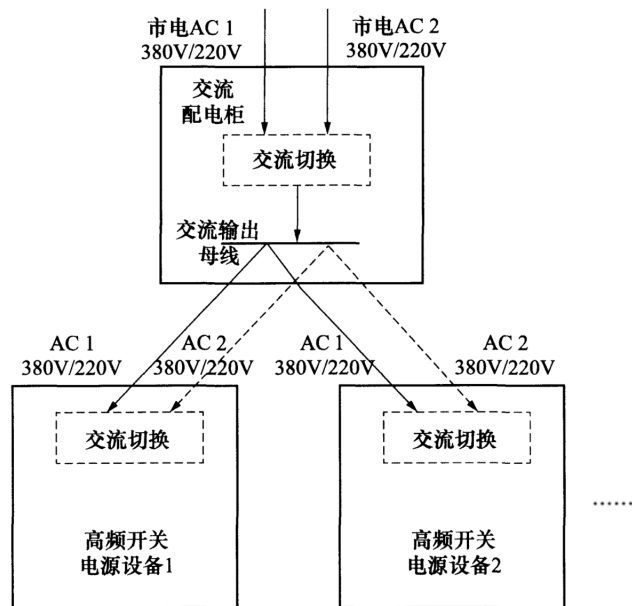 市电AC 1
380V/220V
市电AC 2
380V/220V
交流
配电柜
交流切换
交流输出
母线
AC 1
380V/220V
AC 2
380V/220V
AC 1
380V/220V
AC 2
380V/220V
交流切换
交流切换
高频开关
电源设备1
高频开关
电源设备2
……